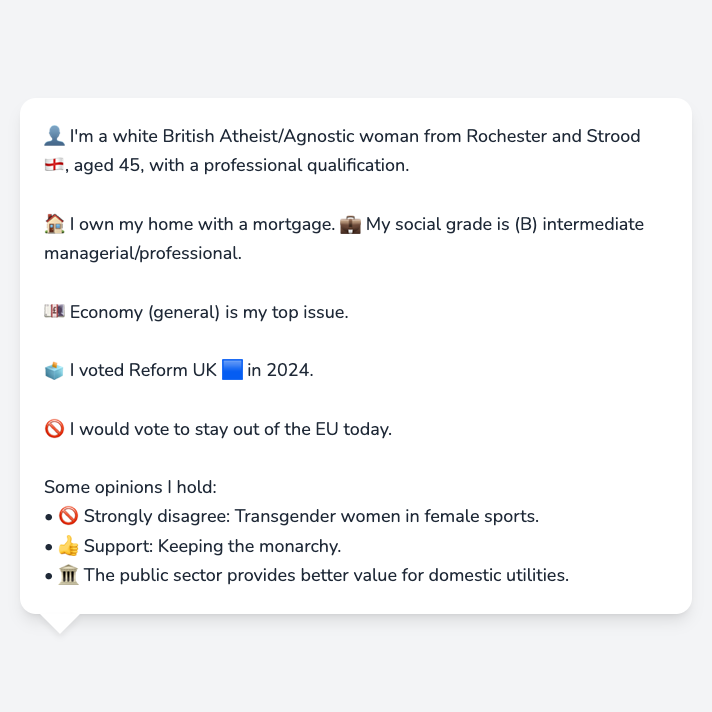 👤 I'm a white British Atheist/Agnostic woman from Rochester and Strood
🏴󠁧󠁢󠁥󠁮󠁧󠁿, aged 45, with a professional qualification.
🏠 I own my home with a mortgage. 💼 My social grade is (B) intermediate
managerial/professional.
💷 Economy (general) is my top issue.
🗳️ I voted Reform UK 🟦 in 2024.
🚫 I would vote to stay out of the EU today.
Some opinions I hold:
• 🚫 Strongly disagree: Transgender women in female sports.
• 👍 Support: Keeping the monarchy.
• 🏛️ The public sector provides better value for domestic utilities.